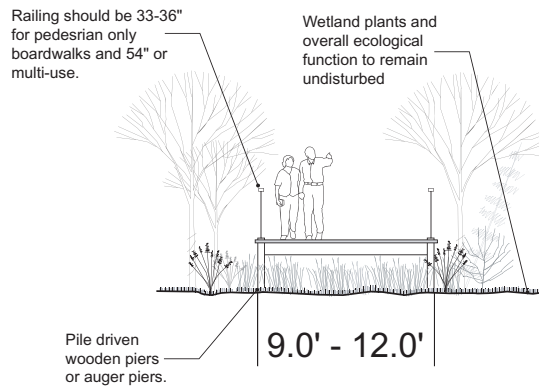 Railing should be 33-36"
for pedesrian only
boardwalks and 54" or
multi-use.
Wetland plants and
overall ecological
function to remain
undisturbed
Pile driven
wooden piers
or auger piers.
9.0' - 12.0'